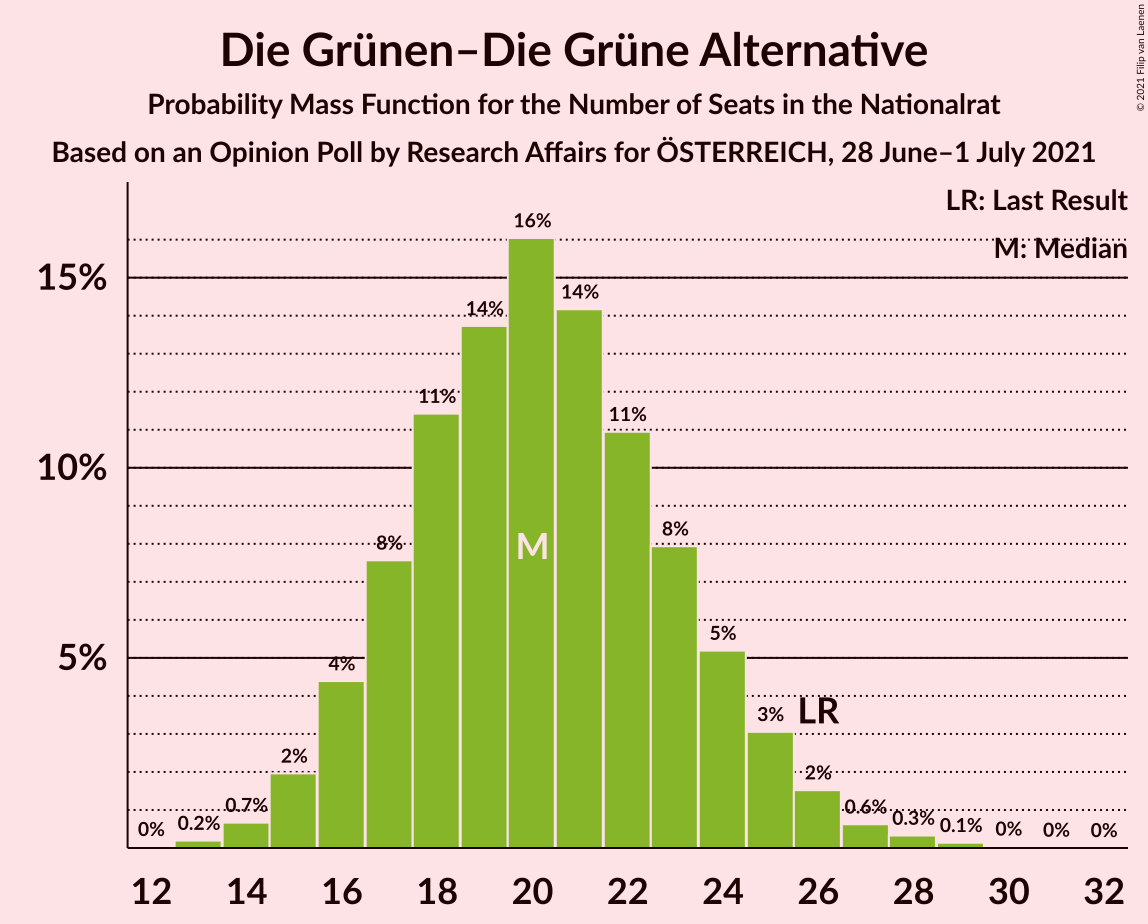 Die Grünen–Die Grüne Alternative
Probability Mass Function for the Number of Seats in the Nationalrat
Based on an Opinion Poll by Research Affairs for ÖSTERREICH, 28 June–1 July 2021
© 2021 Filip van Laenen
LR: Last Result
M: Median
15%
10%
5%
0%
0.2%
0.7%
2%
4%
8%
11%
14%
16%
14%
11%
8%
5%
3%
2%
0.6%
0.3%
0.1%
0%
0%
0%
M
LR
12 14 16 18 20 22 24 26 28 30 32